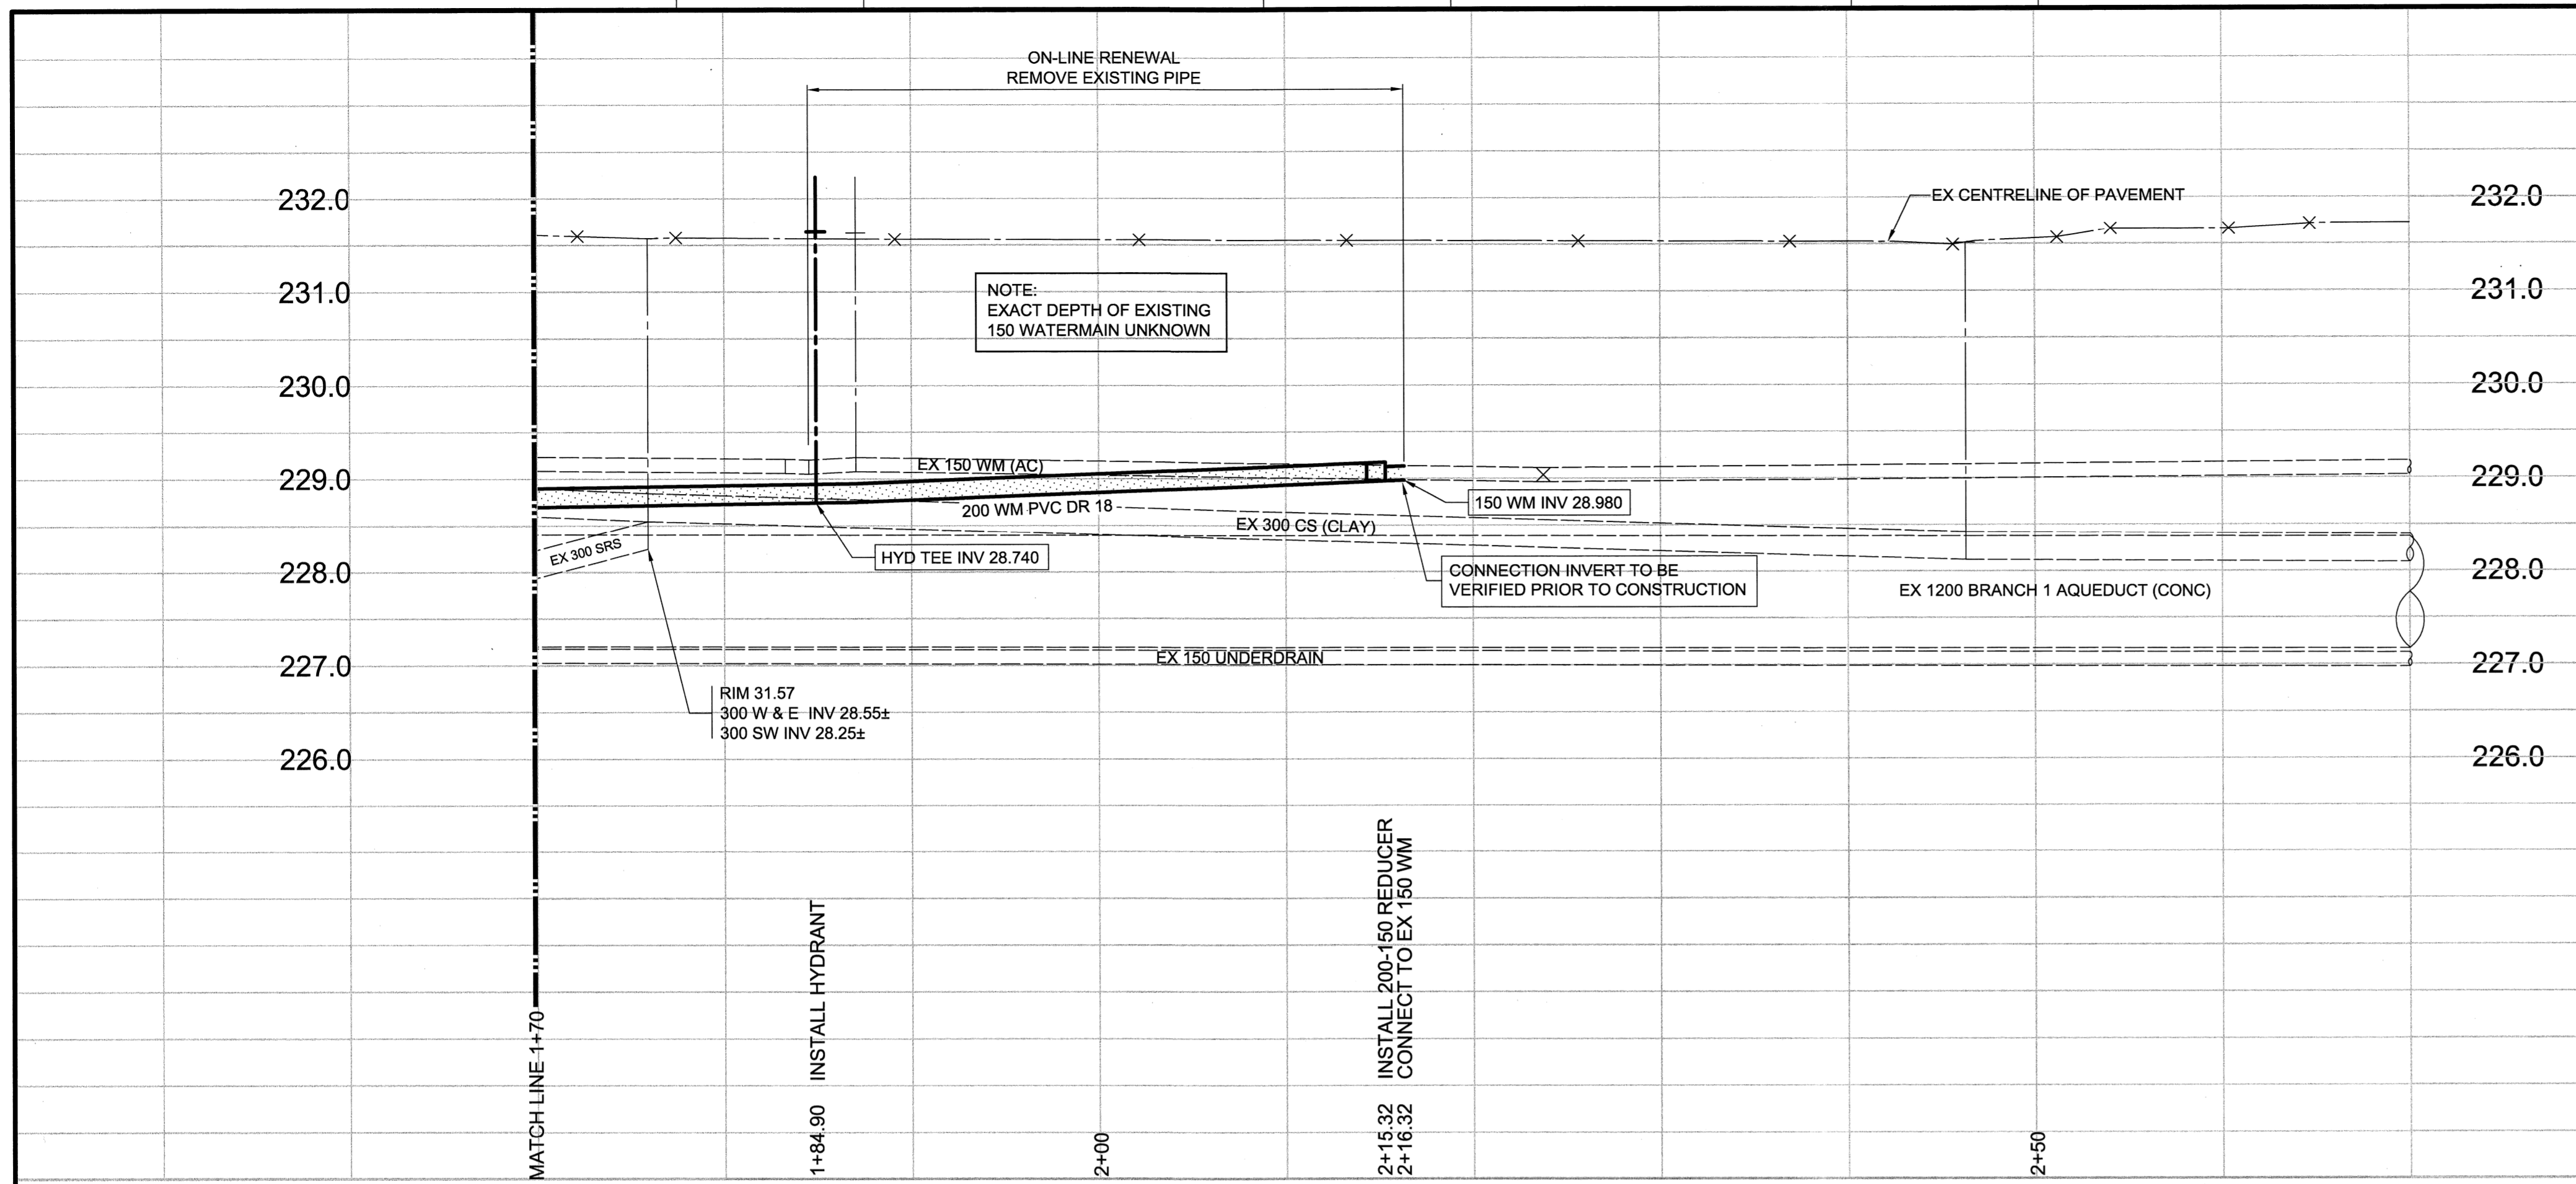 ON-LINE RENEWAL
REMOVE EXISTING PIPE
232.0
EX CENTRELINE OF PAVEMENT
232.0
231.0
NOTE:
EXACT DEPTH OF EXISTING
150 WATERMAIN UNKNOWN
231.0
230.0
230.0
229.0
EX 150 WM (AC)
229.0
200 WM PVC DR 18
150 WM INV 28.980
EX 300 CS (CLAY)
EX 300 SRS
HYD TEE INV 28.740
228.0
CONNECTION INVERT TO BE
VERIFIED PRIOR TO CONSTRUCTION
228.0
EX 1200 BRANCH 1 AQUEDUCT (CONC)
227.0
EX 150 UNDERDRAIN
227.0
RIM 31.57
300 W & E INV 28.55±
300 SW INV 28.25±
226.0
226.0
MATCH LINE 1+70
1+84.90 INSTALL HYDRANT
2+00
2+15.32 INSTALL 200-150 REDUCER
2+16.32 CONNECT TO EX 150 WM
2+50